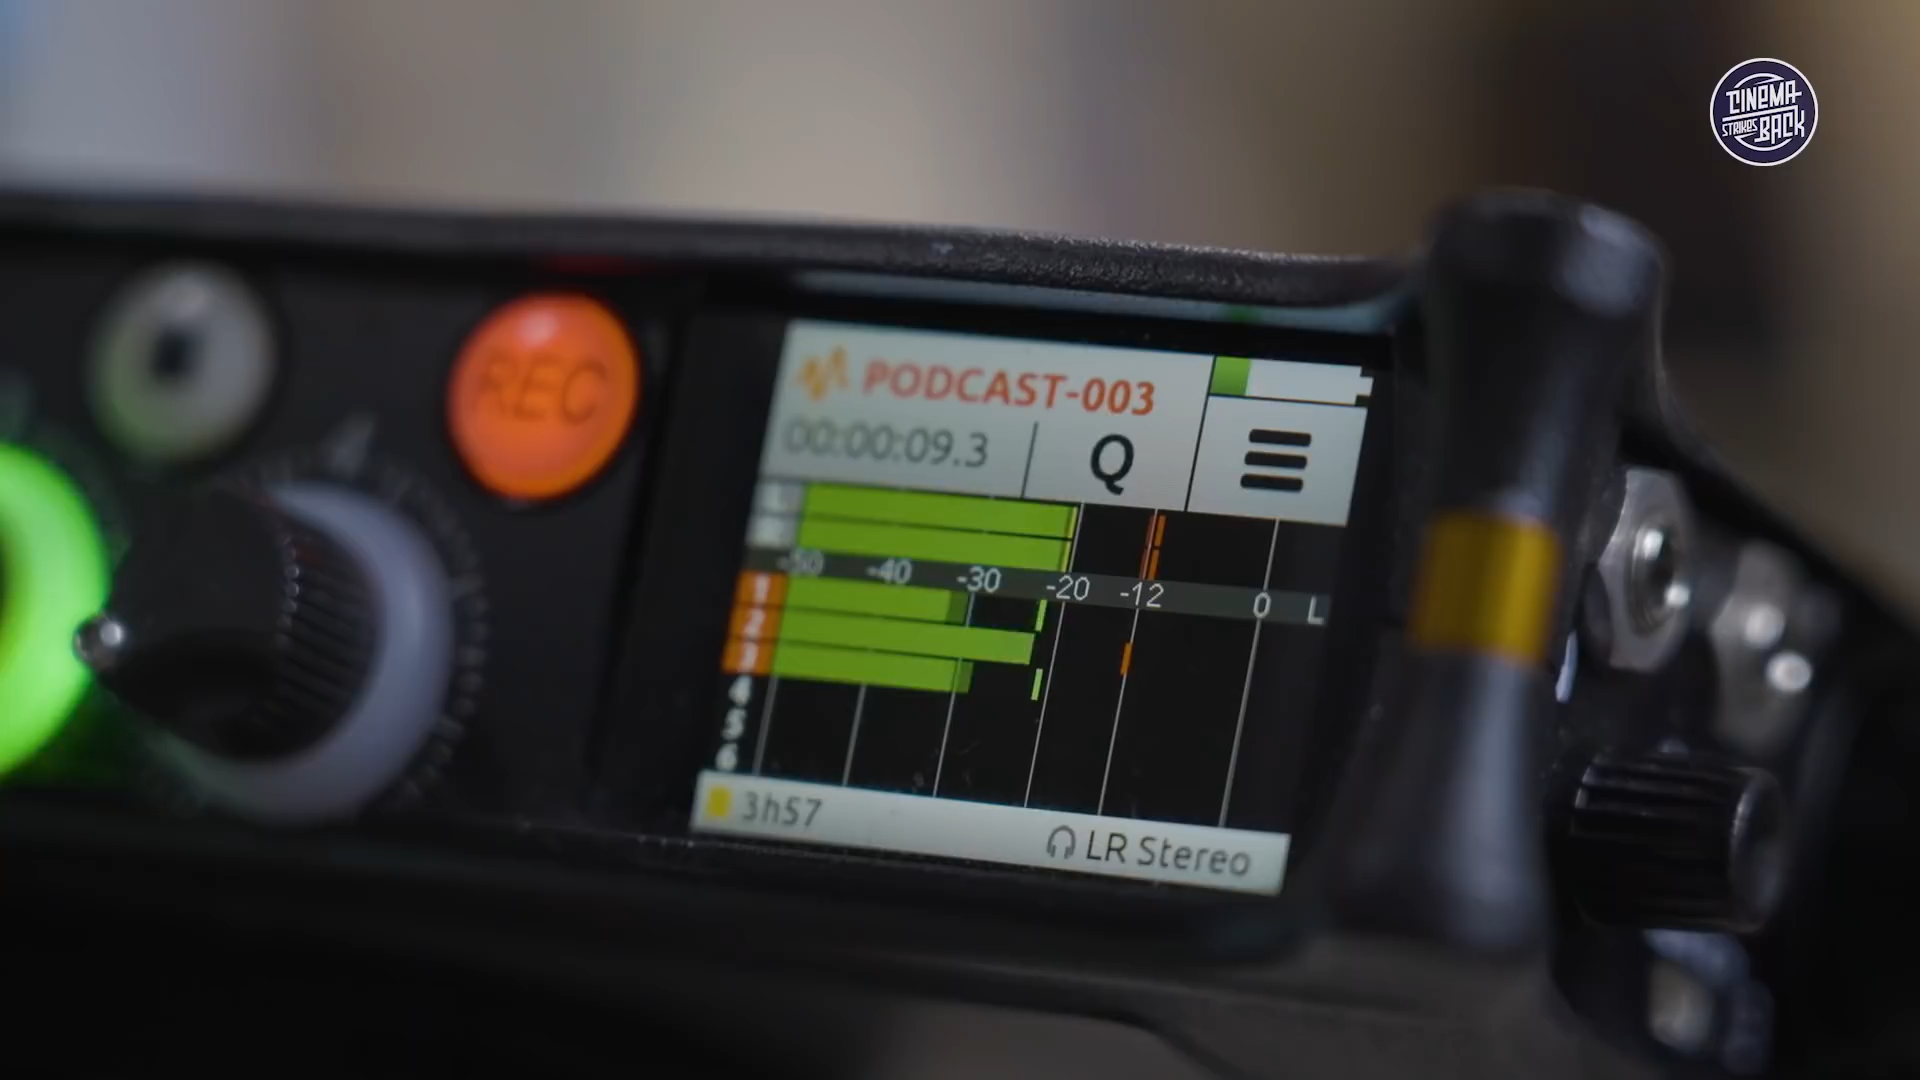 CINEMA
STRIKES BACK
REC
PODCAST-003
00:00:09.3
Q
L
-50 -40 -30 -20 -12 0 L
1
2
3
4
5
6
3h57
LR Stereo